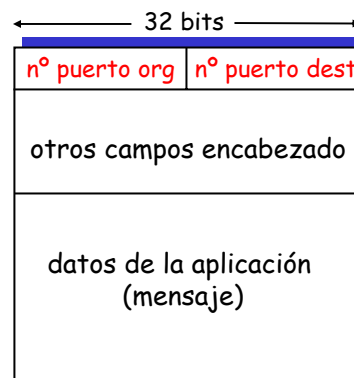 32 bits
nº puerto org nº puerto dest
otros campos encabezado
datos de la aplicación
(mensaje)